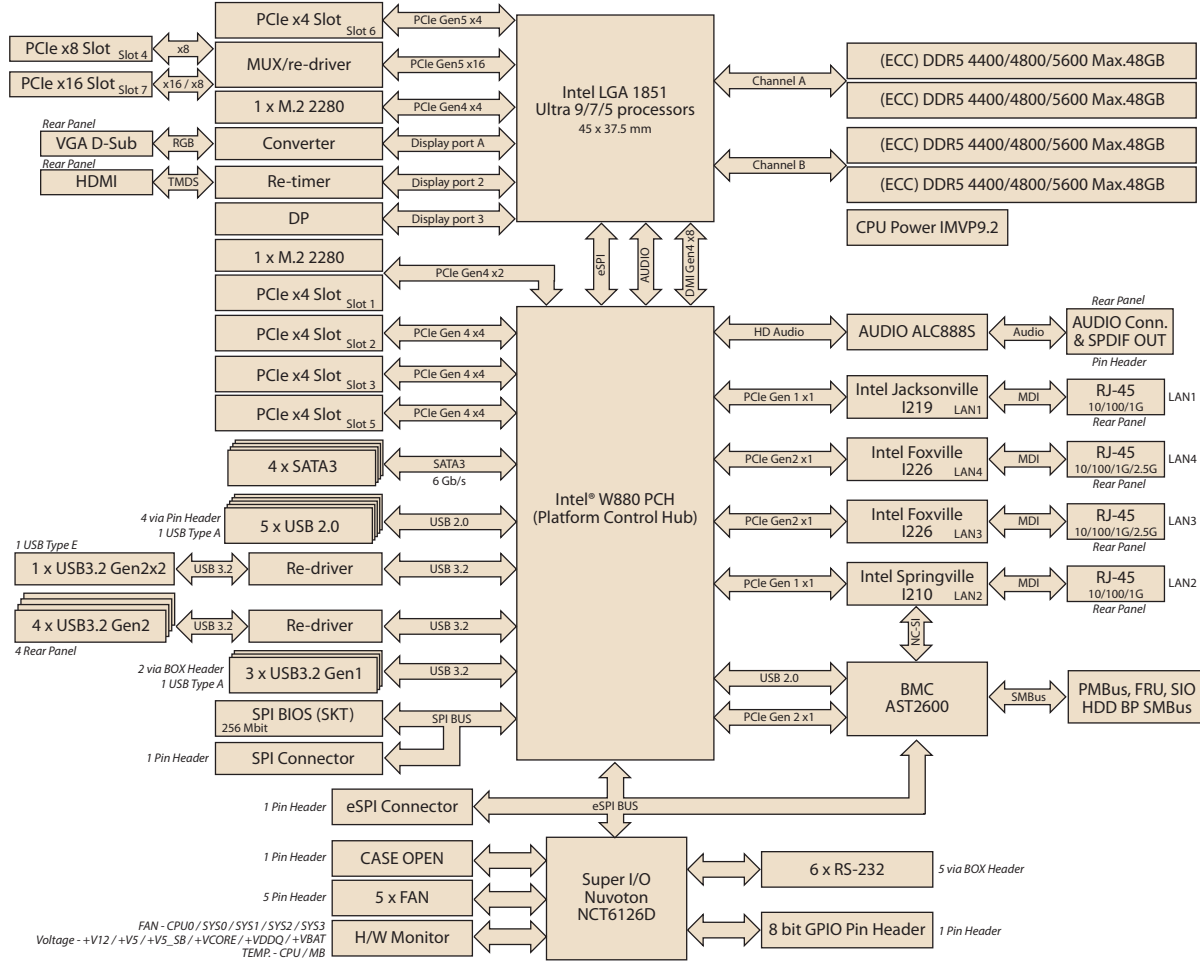 PCIe x4 Slot Slot 6
PCIe Gen5 x4
PCIe x8 Slot Slot 4
x8
MUX/re-driver
PCIe Gen5 x16
PCIe x16 Slot Slot 7
x16 / x8
1 x M.2 2280
PCIe Gen4 x4
Rear Panel
VGA D-Sub
RGB
Converter
Display port A
Rear Panel
HDMI
TMDS
Re-timer
Display port 2
DP
Display port 3
Intel LGA 1851
Ultra 9/7/5 processors
45 x 37.5 mm
Channel A
(ECC) DDR5 4400/4800/5600 Max.48GB
(ECC) DDR5 4400/4800/5600 Max.48GB
Channel B
(ECC) DDR5 4400/4800/5600 Max.48GB
(ECC) DDR5 4400/4800/5600 Max.48GB
CPU Power IMVP9.2
eSPI
AUDIO
DMI Gen4 x8
1 x M.2 2280
PCIe Gen4 x2
PCIe x4 Slot Slot 1
PCIe x4 Slot Slot 2
PCIe Gen 4 x4
PCIe x4 Slot Slot 3
PCIe Gen 4 x4
PCIe x4 Slot Slot 5
PCIe Gen 4 x4
4 x SATA3
SATA3
6 Gb/s
4 via Pin Header
1 USB Type A
5 x USB 2.0
USB 2.0
1 USB Type E
1 x USB3.2 Gen2x2
USB 3.2
Re-driver
USB 3.2
4 x USB3.2 Gen2
4 Rear Panel
USB 3.2
Re-driver
USB 3.2
2 via BOX Header
1 USB Type A
3 x USB3.2 Gen1
USB 3.2
SPI BIOS (SKT)
256 Mbit
SPI BUS
1 Pin Header
SPI Connector
Intel® W880 PCH
(Platform Control Hub)
HD Audio
AUDIO ALC888S
Audio
Rear Panel
AUDIO Conn.
& SPDIF OUT
Pin Header
PCIe Gen 1 x1
Intel Jacksonville
I219 LAN1
MDI
RJ-45
10/100/1G
LAN1
Rear Panel
PCIe Gen2 x1
Intel Foxville
I226 LAN4
MDI
RJ-45
10/100/1G/2.5G
LAN4
Rear Panel
PCIe Gen2 x1
Intel Foxville
I226 LAN3
MDI
RJ-45
10/100/1G/2.5G
LAN3
Rear Panel
PCIe Gen 1 x1
Intel Springville
I210 LAN2
MDI
RJ-45
10/100/1G
LAN2
Rear Panel
NC-SI
USB 2.0
PCIe Gen 2 x1
BMC
AST2600
SMBus
PMBus, FRU, SIO
HDD BP SMBus
1 Pin Header
eSPI Connector
eSPI BUS
1 Pin Header
CASE OPEN
5 Pin Header
5 x FAN
FAN - CPU0 / SYS0 / SYS1 / SYS2 / SYS3
Voltage - +V12 / +V5 / +V5_SB / +VCORE / +VDDQ / +VBAT
TEMP. - CPU / MB
H/W Monitor
Super I/O
Nuvoton
NCT6126D
6 x RS-232
5 via BOX Header
8 bit GPIO Pin Header
1 Pin Header